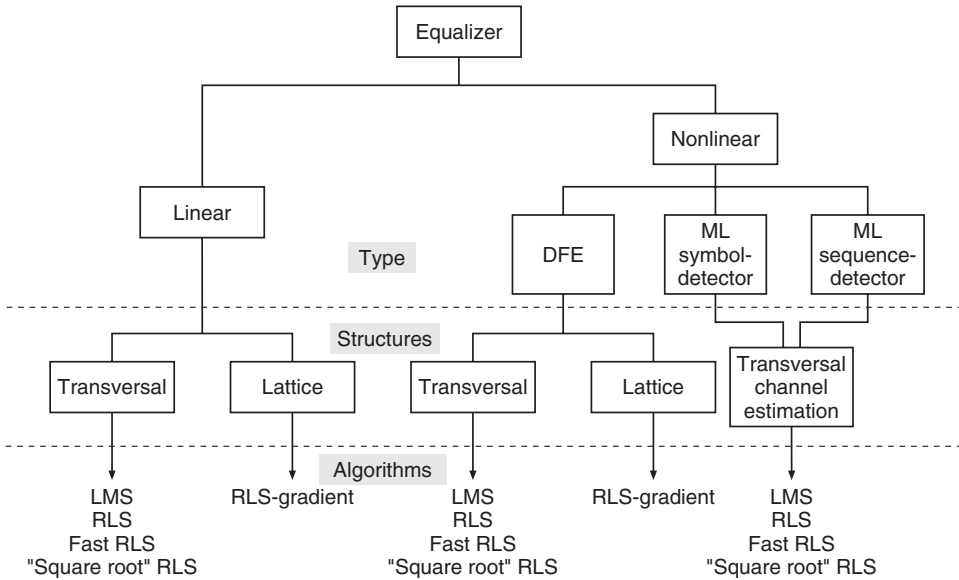 Equalizer
Nonlinear
Linear
DFE
ML
symbol-
detector
ML
sequence-
detector
Type
Structures
Transversal
Lattice
Transversal
Lattice
Transversal
channel
estimation
Algorithms
LMS
RLS
Fast RLS
"Square root" RLS
RLS-gradient
LMS
RLS
Fast RLS
"Square root" RLS
RLS-gradient
LMS
RLS
Fast RLS
"Square root" RLS